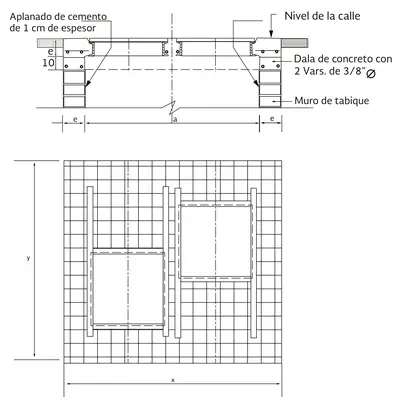 Aplanado de cemento
de 1 cm de espesor
Nivel de la calle
e
10
Dala de concreto con
2 Vars. de 3/8"Ø
Muro de tabique
e
a
e
y
x